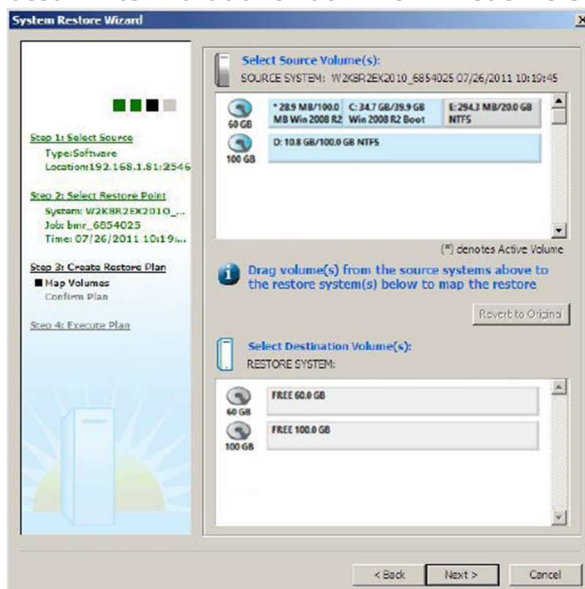 System Restore Wizard
Select Source Volume(s):
SOURCE SYSTEM: W2K8R2EX2010_6854025 07/26/2011 10:19:45
* 28.9 MB/100.0 MB Win 2008 R2
C: 34.7 GB/39.9 GB Win 2008 R2 Boot
E: 294.3 MB/20.0 GB NTFS
60 GB
D: 10.8 GB/100.0 GB NTFS
100 GB
(*) denotes Active Volume
Step 1: Select Source
Type:Software
Location:192.168.1.81:2546
Step 2: Select Restore Point
System: W2K8R2EX2010_...
Job: bmr_6854025
Time: 07/26/2011 10:19:...
Step 3: Create Restore Plan
Map Volumes
Confirm Plan
Step 4: Execute Plan
Drag volume(s) from the source systems above to
the restore system(s) below to map the restore
Revert to Original
Select Destination Volume(s):
RESTORE SYSTEM:
FREE 60.0 GB
60 GB
FREE 100.0 GB
100 GB
< Back
Next >
Cancel